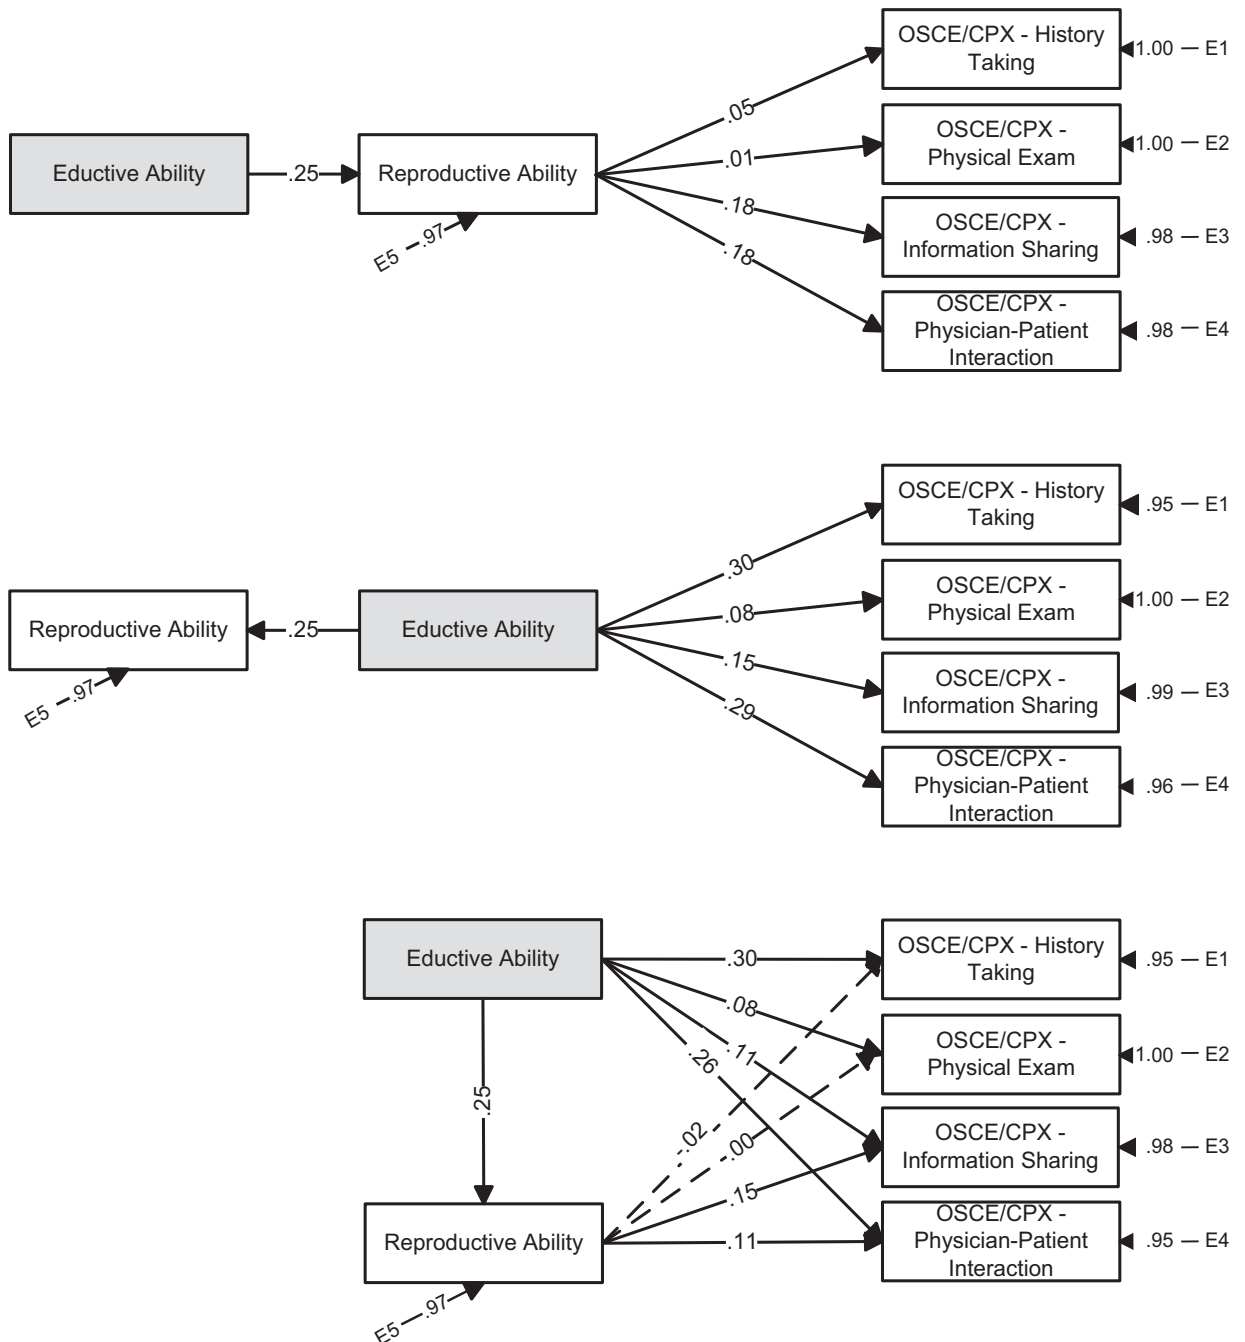 OSCE/CPX - History
Taking
1.00
E1
.05
Eductive Ability
.25
Reproductive Ability
E5
.97
.01
OSCE/CPX -
Physical Exam
1.00
E2
.18
OSCE/CPX -
Information Sharing
.98
E3
.18
OSCE/CPX -
Physician-Patient
Interaction
.98
E4
OSCE/CPX - History
Taking
.95
E1
.30
Reproductive Ability
.25
Eductive Ability
E5
.97
.08
OSCE/CPX -
Physical Exam
1.00
E2
.15
OSCE/CPX -
Information Sharing
.99
E3
.29
OSCE/CPX -
Physician-Patient
Interaction
.96
E4
Eductive Ability
.30
OSCE/CPX - History
Taking
.95
E1
.08
OSCE/CPX -
Physical Exam
1.00
E2
.11
.26
.25
-.02
.00
OSCE/CPX -
Information Sharing
.98
E3
.15
Reproductive Ability
.11
OSCE/CPX -
Physician-Patient
Interaction
.95
E4
E5
.97